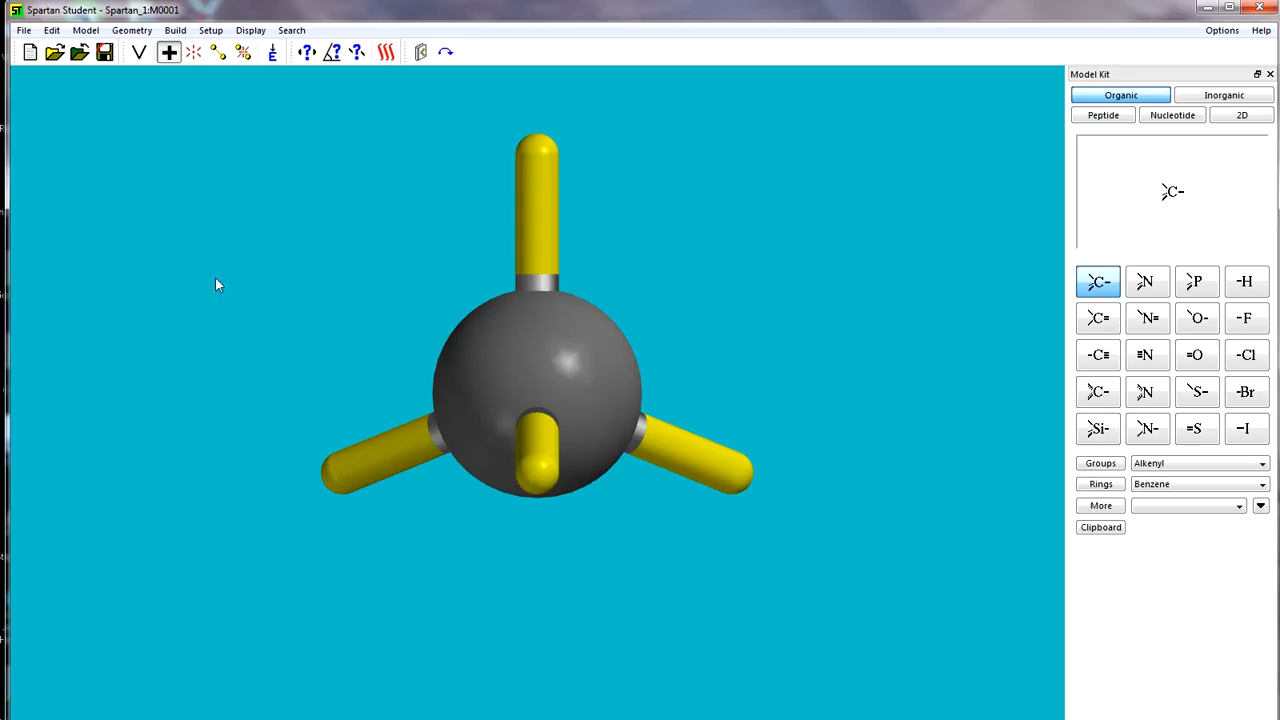 Spartan Student - Spartan_1:M0001
File Edit Model Geometry Build Setup Display Search Options Help
Model Kit
Organic Inorganic
Peptide Nucleotide 2D
C-
C- N P -H
C= N= O- -F
-C≡ ≡N =O -Cl
C- N S- -Br
Si- N- =S -I
Groups Alkenyl
Rings Benzene
More
Clipboard